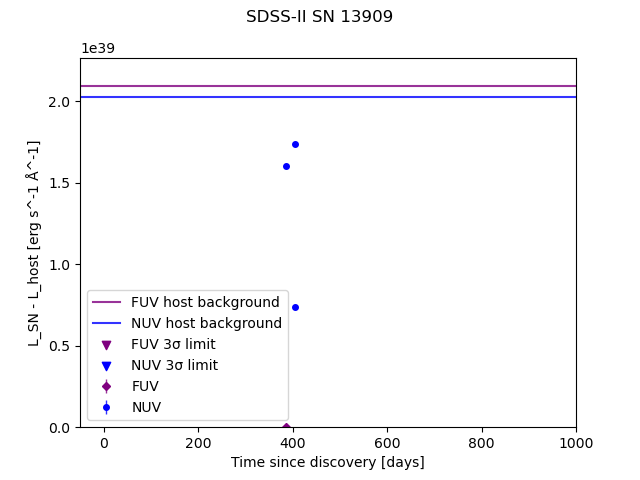 SDSS-II SN 13909
1e39
2.0
1.5
1.0
0.5
0.0
L_SN - L_host [erg s^-1 Å^-1]
FUV host background
NUV host background
FUV 3σ limit
NUV 3σ limit
FUV
NUV
0 200 400 600 800 1000
Time since discovery [days]